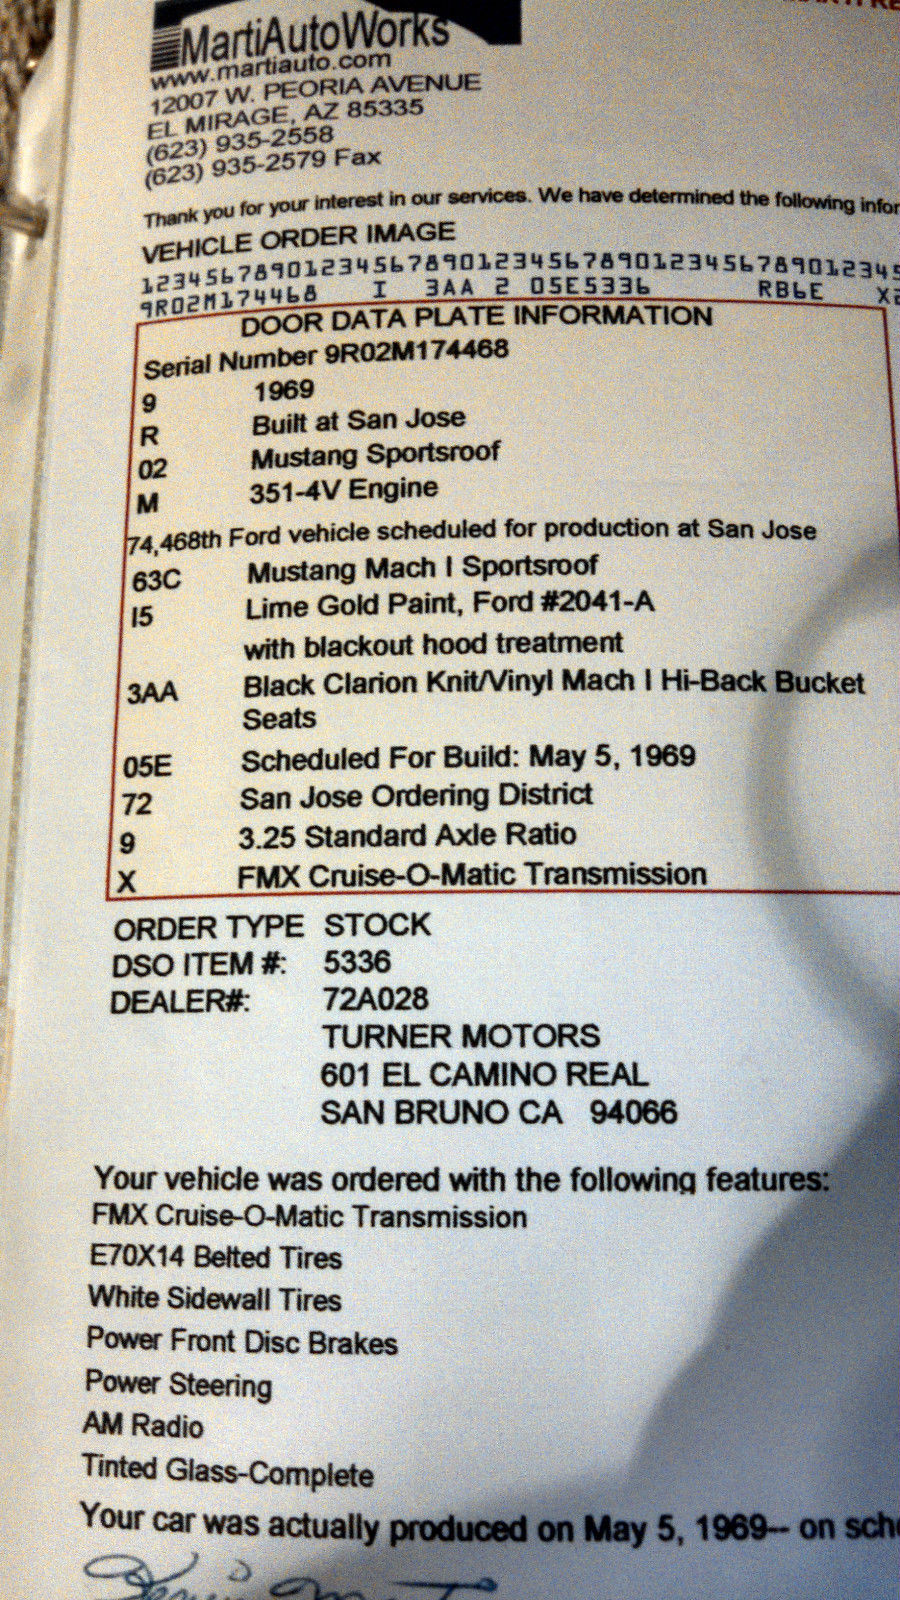 MartiAutoWorks
www.martiauto.com
12007 W. PEORIA AVENUE
EL MIRAGE, AZ 85335
(623) 935-2558
(623) 935-2579 Fax
Thank you for your interest in our services. We have determined the following infor
VEHICLE ORDER IMAGE
1234567890123456789012345678901234567890123456789012345
9R02M174468 I 3AA 2 05E5336 RB6E X2
DOOR DATA PLATE INFORMATION
Serial Number 9R02M174468
9 1969
R Built at San Jose
02 Mustang Sportsroof
M 351-4V Engine
74,468th Ford vehicle scheduled for production at San Jose
63C Mustang Mach I Sportsroof
I5 Lime Gold Paint, Ford #2041-A
with blackout hood treatment
3AA Black Clarion Knit/Vinyl Mach I Hi-Back Bucket
Seats
05E Scheduled For Build: May 5, 1969
72 San Jose Ordering District
9 3.25 Standard Axle Ratio
X FMX Cruise-O-Matic Transmission
ORDER TYPE STOCK
DSO ITEM #: 5336
DEALER#: 72A028
TURNER MOTORS
601 EL CAMINO REAL
SAN BRUNO CA 94066
Your vehicle was ordered with the following features:
FMX Cruise-O-Matic Transmission
E70X14 Belted Tires
White Sidewall Tires
Power Front Disc Brakes
Power Steering
AM Radio
Tinted Glass-Complete
Your car was actually produced on May 5, 1969-- on sche